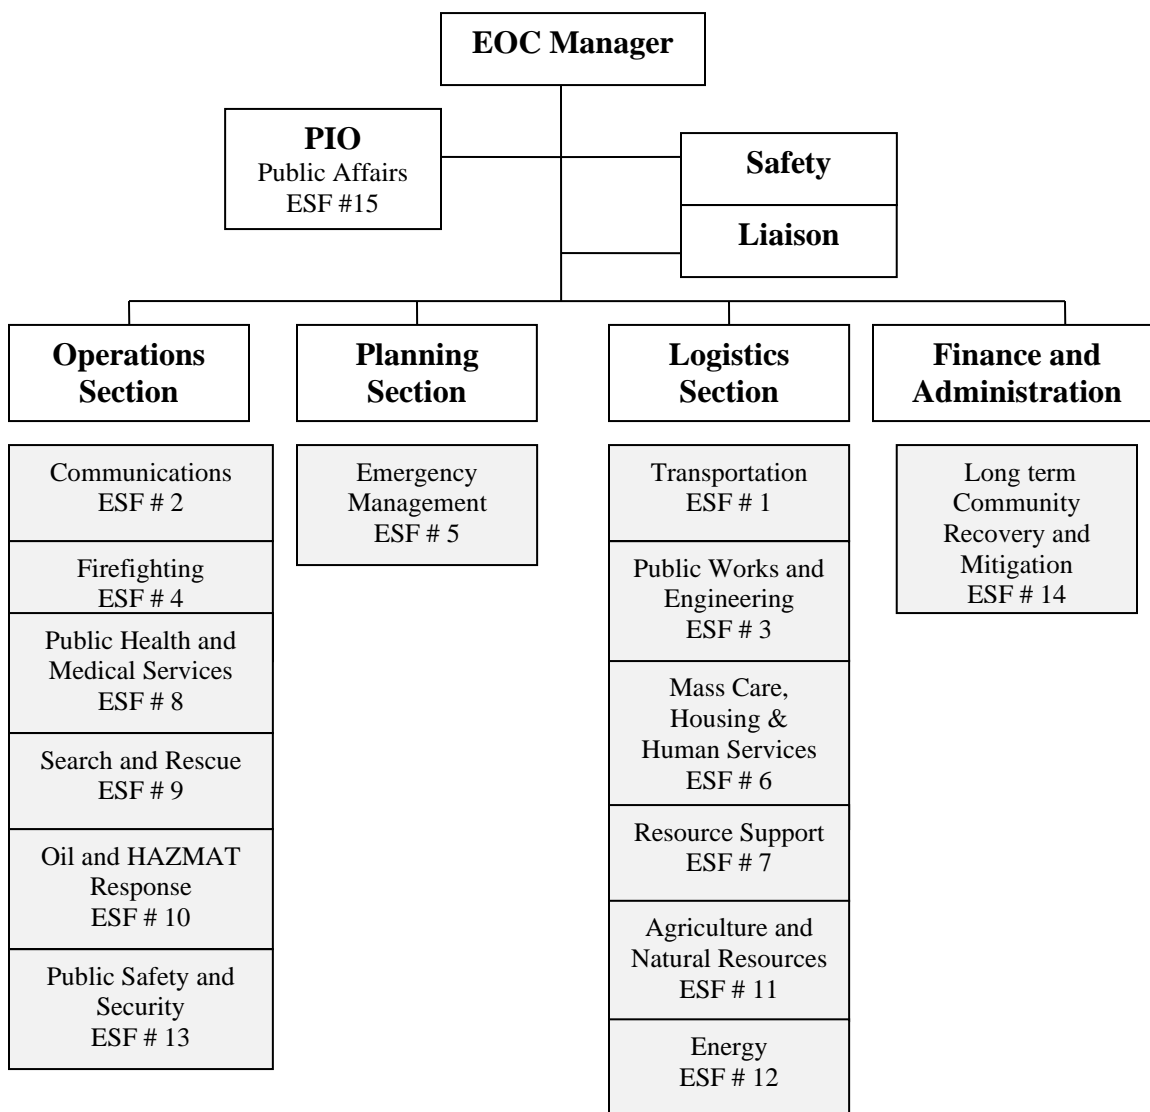 EOC Manager
PIO
Public Affairs
ESF #15
Safety
Liaison
Operations
Section
Planning
Section
Logistics
Section
Finance and
Administration
Communications
ESF # 2
Firefighting
ESF # 4
Public Health and
Medical Services
ESF # 8
Search and Rescue
ESF # 9
Oil and HAZMAT
Response
ESF # 10
Public Safety and
Security
ESF # 13
Emergency
Management
ESF # 5
Transportation
ESF # 1
Public Works and
Engineering
ESF # 3
Mass Care,
Housing &
Human Services
ESF # 6
Resource Support
ESF # 7
Agriculture and
Natural Resources
ESF # 11
Energy
ESF # 12
Long term
Community
Recovery and
Mitigation
ESF # 14